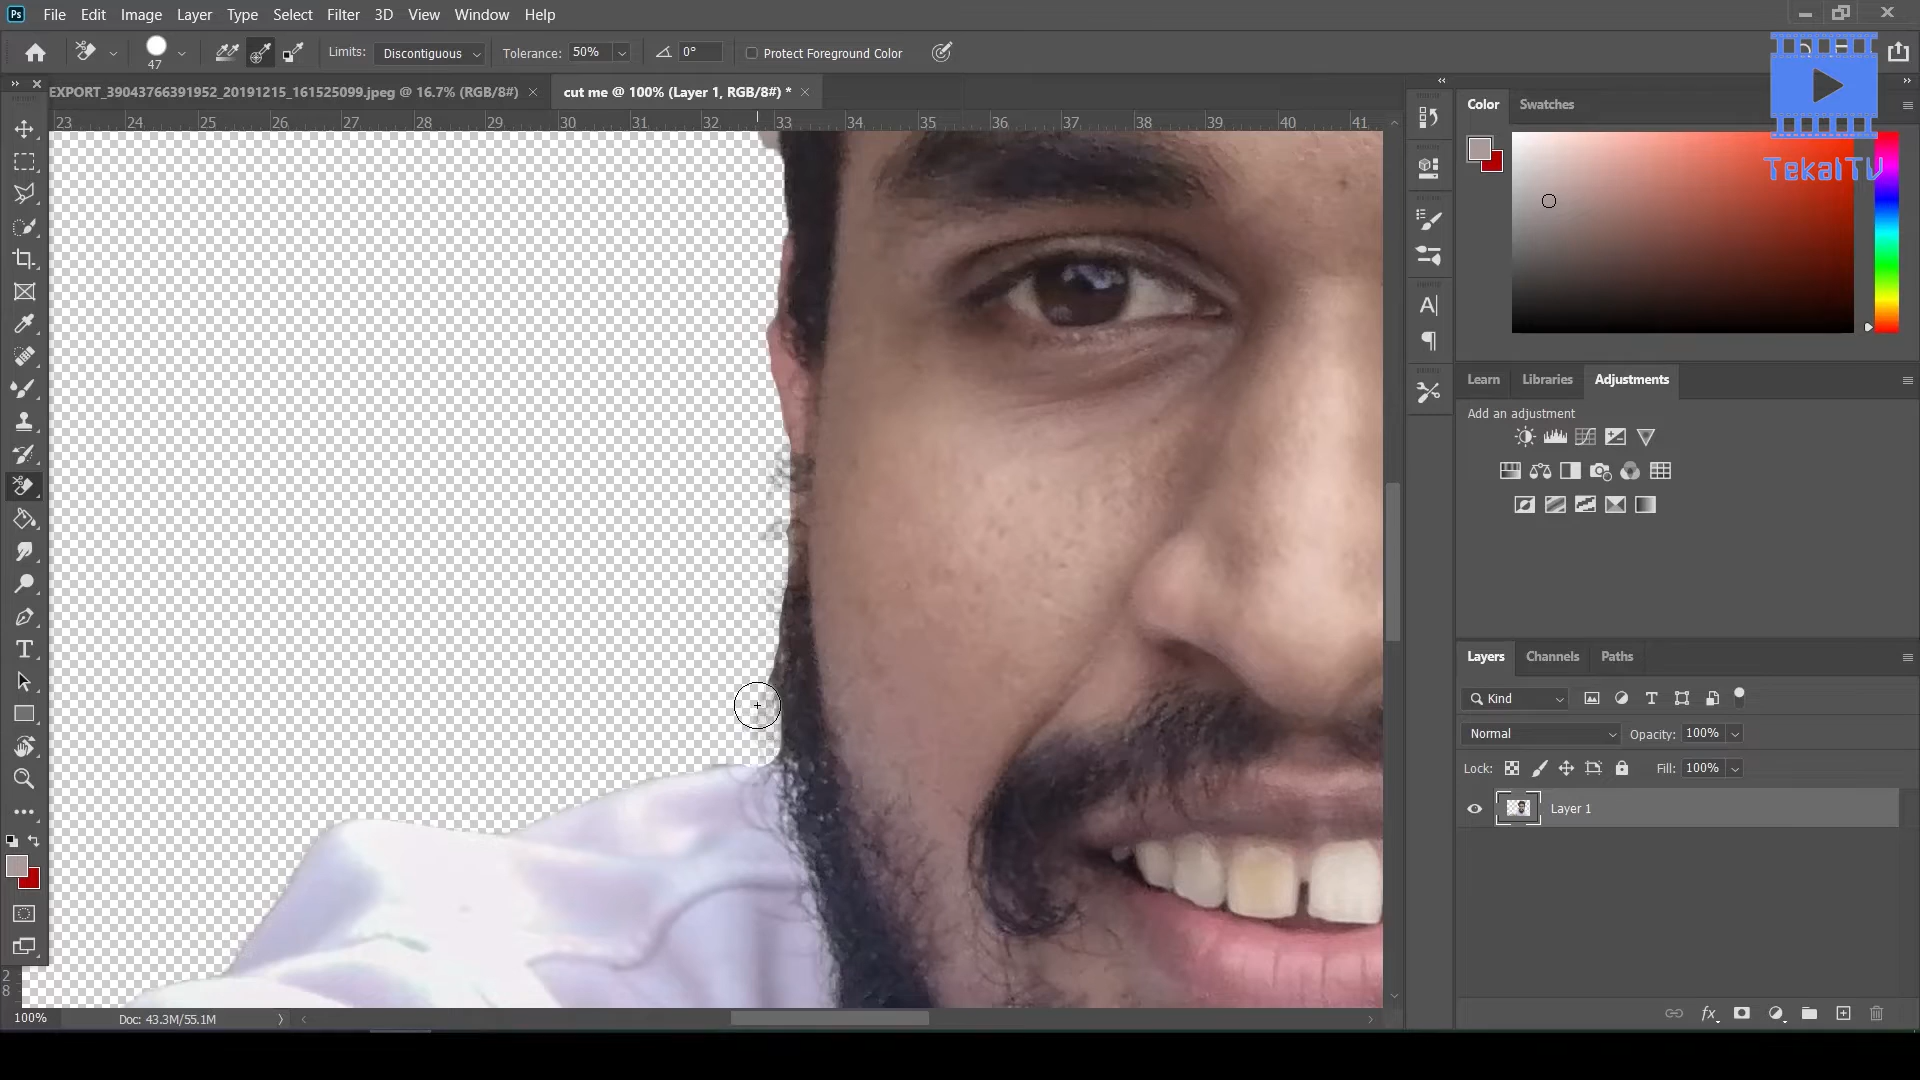 Ps File Edit Image Layer Type Select Filter 3D View Window Help
47 Limits: Discontiguous Tolerance: 50% 0° Protect Foreground Color
EXPORT_39043766391952_20191215_161525099.jpeg @ 16.7% (RGB/8#) cut me @ 100% (Layer 1, RGB/8#) *
23 24 25 26 27 28 29 30 31 32 33 34 35 36 37 38 39 40 41
Color Swatches
TekalTV
Learn Libraries Adjustments
Add an adjustment
Layers Channels Paths
Kind
Normal Opacity: 100%
Lock: Fill: 100%
Layer 1
2
8
100% Doc: 43.3M/55.1M